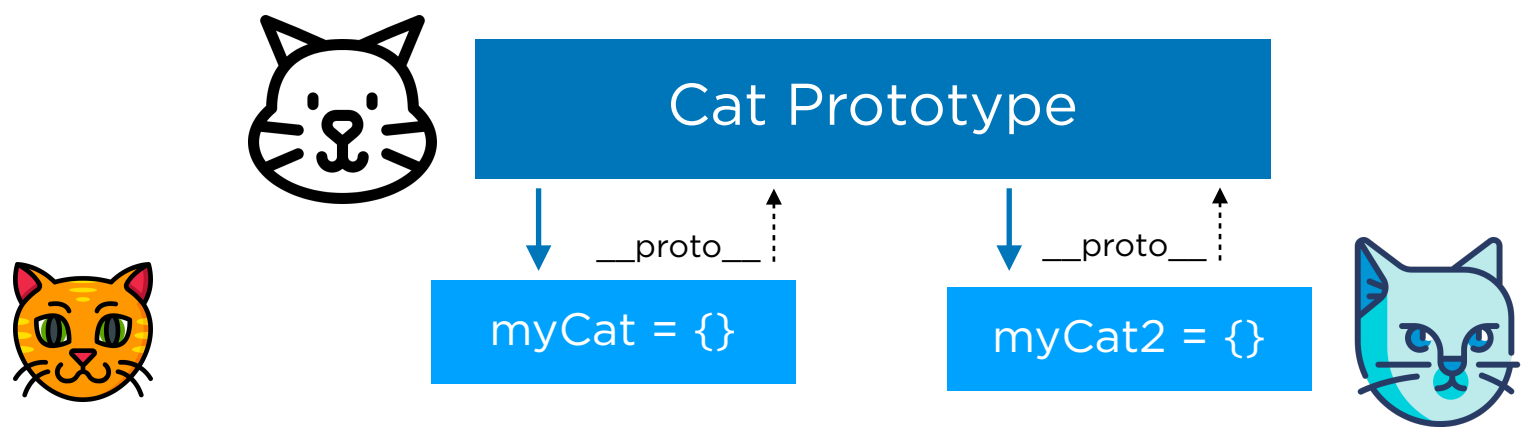 Cat Prototype
__proto__
__proto__
myCat = {}
myCat2 = {}